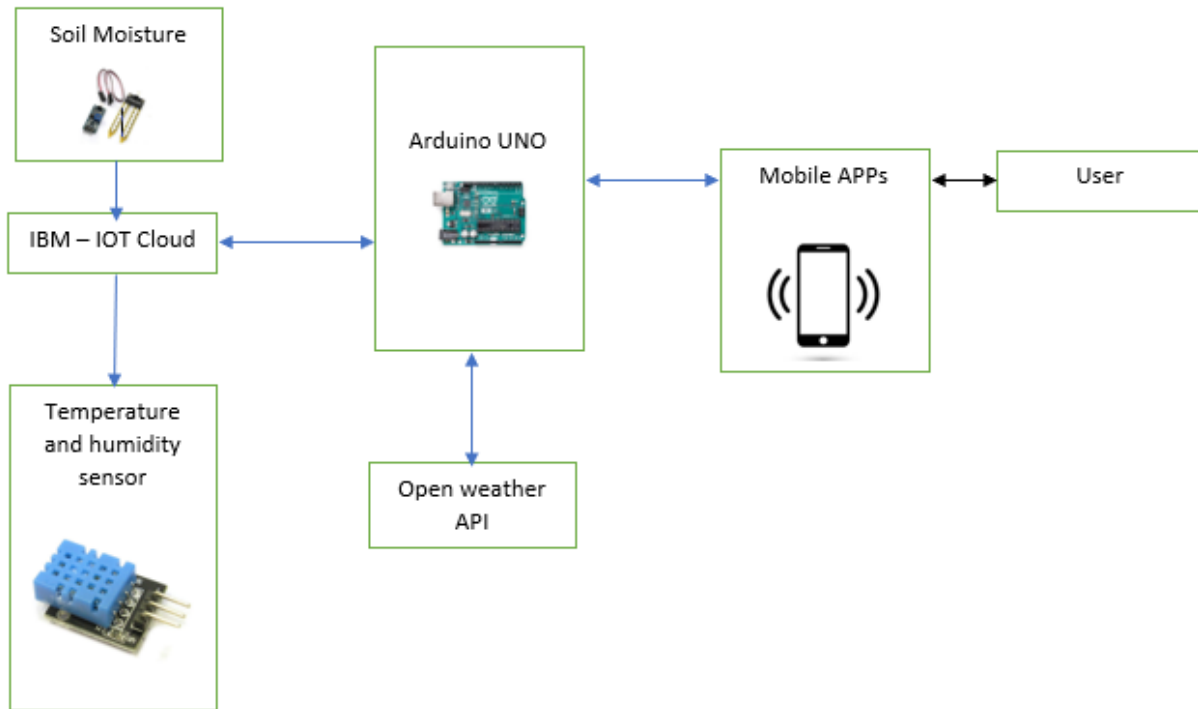 Soil Moisture
IBM – IOT Cloud
Temperature
and humidity
sensor
Arduino UNO
Open weather
API
Mobile APPs
User